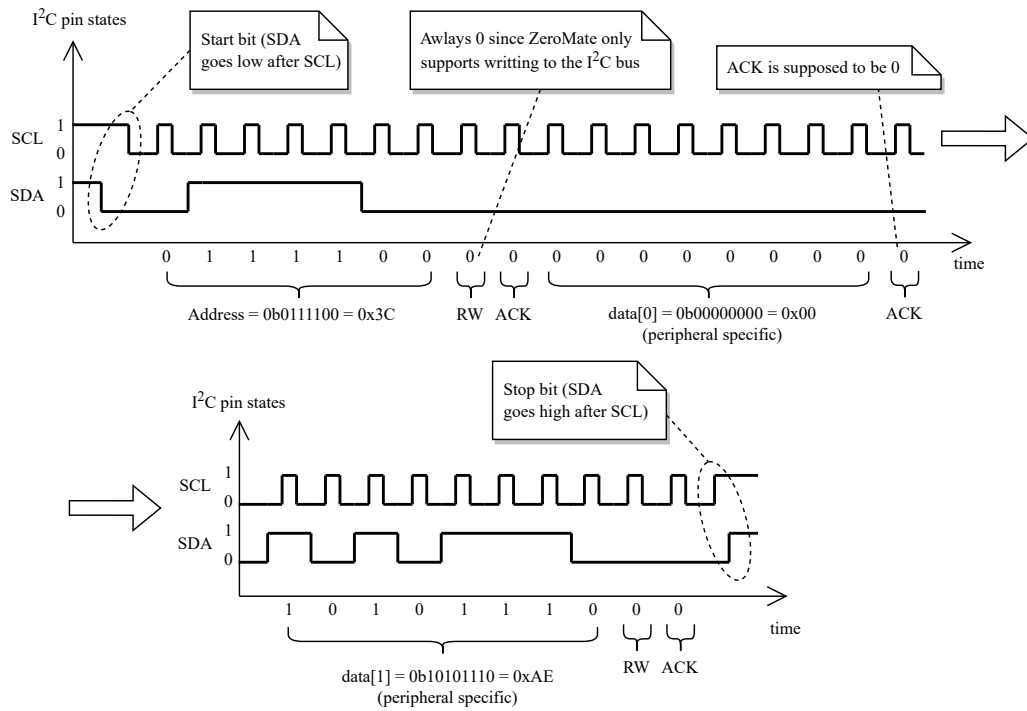 I²C pin states
Start bit (SDA
goes low after SCL)
Awlays 0 since ZeroMate only
supports writting to the I²C bus
ACK is supposed to be 0
SCL
1
0
SDA
1
0
0 1 1 1 1 0 0 0 0 0 0 0 0 0 0 0 0 0
time
Address = 0b0111100 = 0x3C
RW
ACK
data[0] = 0b00000000 = 0x00
(peripheral specific)
ACK
I²C pin states
Stop bit (SDA
goes high after SCL)
SCL
1
0
SDA
1
0
1 0 1 0 1 1 1 0 0 0
time
data[1] = 0b10101110 = 0xAE
(peripheral specific)
RW
ACK